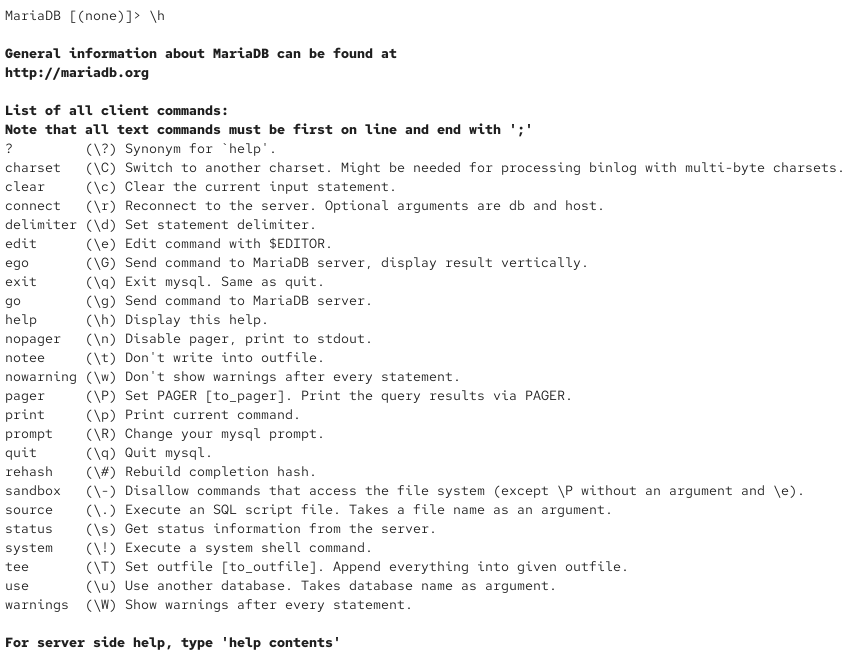 MariaDB [(none)]> \h
General information about MariaDB can be found at
http://mariadb.org
List of all client commands:
Note that all text commands must be first on line and end with ';'
? (\?) Synonym for `help'.
charset (\C) Switch to another charset. Might be needed for processing binlog with multi-byte charsets.
clear (\c) Clear the current input statement.
connect (\r) Reconnect to the server. Optional arguments are db and host.
delimiter (\d) Set statement delimiter.
edit (\e) Edit command with $EDITOR.
ego (\G) Send command to MariaDB server, display result vertically.
exit (\q) Exit mysql. Same as quit.
go (\g) Send command to MariaDB server.
help (\h) Display this help.
nopager (\n) Disable pager, print to stdout.
notee (\t) Don't write into outfile.
nowarning (\w) Don't show warnings after every statement.
pager (\P) Set PAGER [to_pager]. Print the query results via PAGER.
print (\p) Print current command.
prompt (\R) Change your mysql prompt.
quit (\q) Quit mysql.
rehash (\#) Rebuild completion hash.
sandbox (\-) Disallow commands that access the file system (except \P without an argument and \e).
source (\.) Execute an SQL script file. Takes a file name as an argument.
status (\s) Get status information from the server.
system (\!) Execute a system shell command.
tee (\T) Set outfile [to_outfile]. Append everything into given outfile.
use (\u) Use another database. Takes database name as argument.
warnings (\W) Show warnings after every statement.
For server side help, type 'help contents'